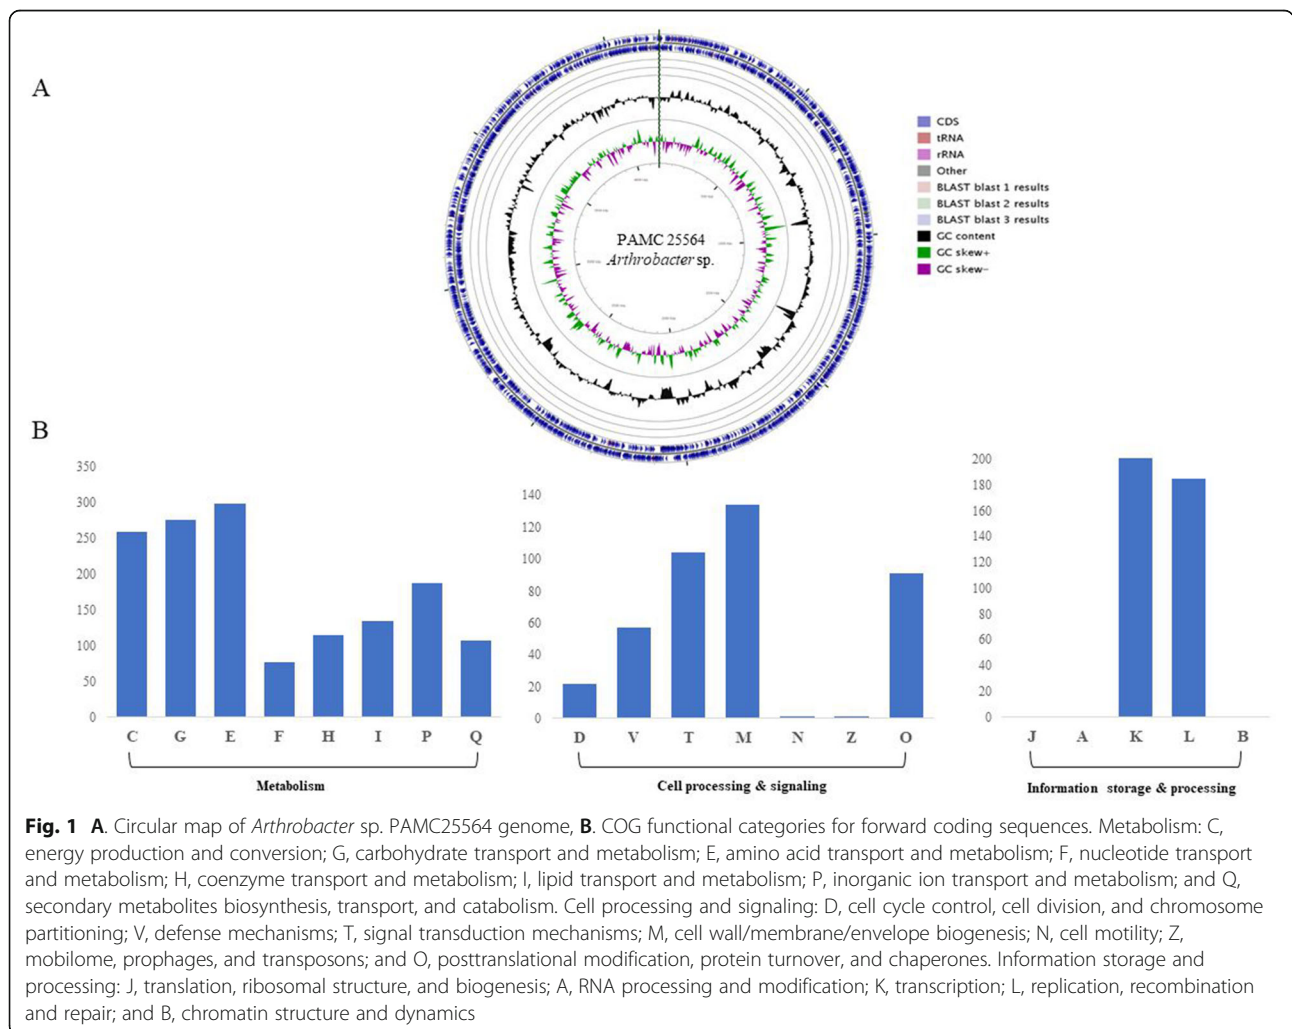 A
CDS
tRNA
rRNA
Other
BLAST blast 1 results
BLAST blast 2 results
BLAST blast 3 results
GC content
GC skew+
GC skew-
PAMC 25564
Arthrobacter sp.
B
350
300
250
200
150
100
50
0
C G E F H I P Q
Metabolism
140
120
100
80
60
40
20
0
D V T M N Z O
Cell processing & signaling
200
180
160
140
120
100
80
60
40
20
0
J A K L B
Information storage & processing
Fig. 1 A. Circular map of Arthrobacter sp. PAMC25564 genome, B. COG functional categories for forward coding sequences. Metabolism: C,
energy production and conversion; G, carbohydrate transport and metabolism; E, amino acid transport and metabolism; F, nucleotide transport
and metabolism; H, coenzyme transport and metabolism; I, lipid transport and metabolism; P, inorganic ion transport and metabolism; and Q,
secondary metabolites biosynthesis, transport, and catabolism. Cell processing and signaling: D, cell cycle control, cell division, and chromosome
partitioning; V, defense mechanisms; T, signal transduction mechanisms; M, cell wall/membrane/envelope biogenesis; N, cell motility; Z,
mobilome, prophages, and transposons; and O, posttranslational modification, protein turnover, and chaperones. Information storage and
processing: J, translation, ribosomal structure, and biogenesis; A, RNA processing and modification; K, transcription; L, replication, recombination
and repair; and B, chromatin structure and dynamics